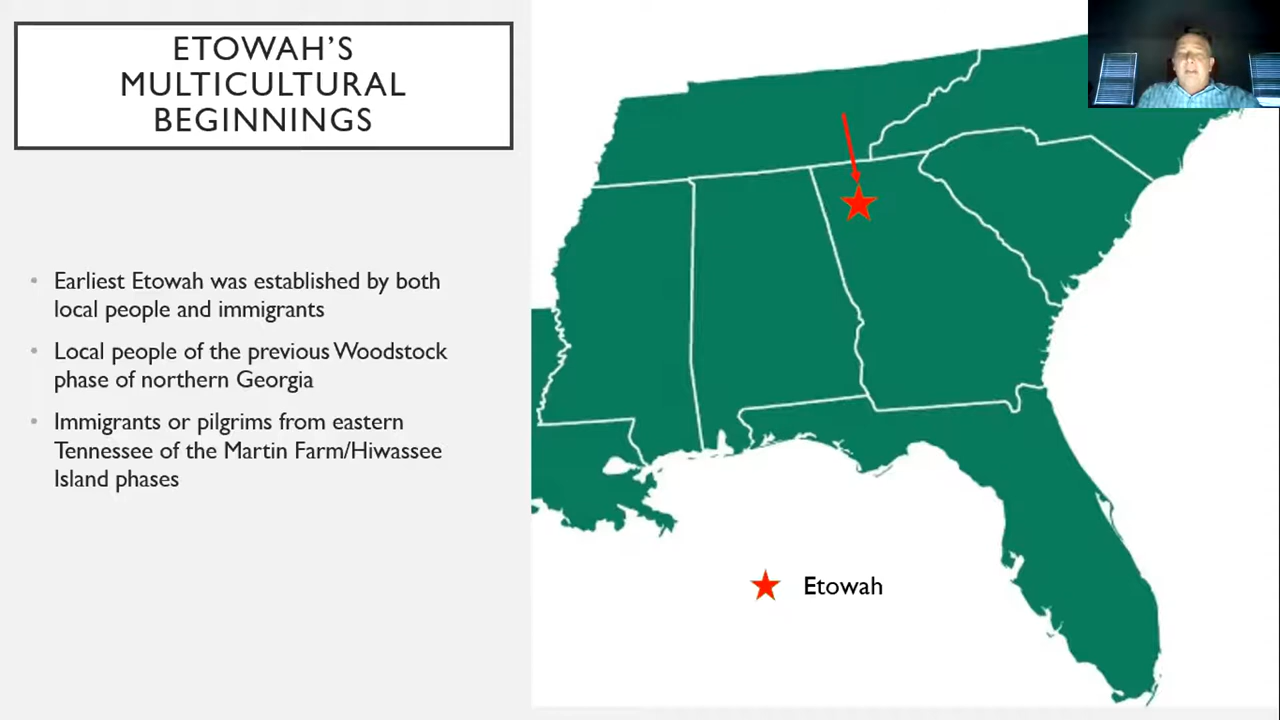 ETOWAH'S
MULTICULTURAL
BEGINNINGS
• Earliest Etowah was established by both
local people and immigrants
• Local people of the previous Woodstock
phase of northern Georgia
• Immigrants or pilgrims from eastern
Tennessee of the Martin Farm/Hiwassee
Island phases
Etowah